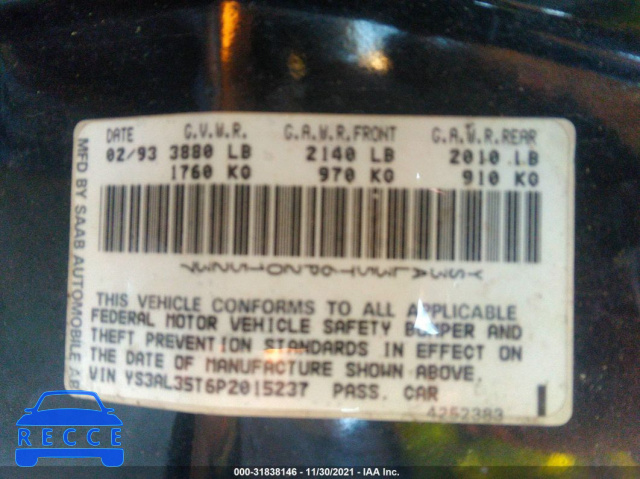 DATE G.V.W.R. G.A.W.R.FRONT G.A.W.R.REAR
02/93 3880 LB 2140 LB 2010 LB
1760 KG 970 KG 910 KG
MFD BY SAAB AUTOMOBILE AB
YS3AL35T6P2015237
THIS VEHICLE CONFORMS TO ALL APPLICABLE
FEDERAL MOTOR VEHICLE SAFETY BUMPER AND
THEFT PREVENTION STANDARDS IN EFFECT ON
THE DATE OF MANUFACTURE SHOWN ABOVE.
VIN YS3AL35T6P2015237 PASS. CAR
4252383
RECCE
000-31838146 - 11/30/2021 - IAA Inc.